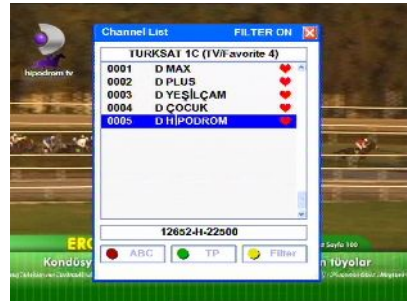 Channel List FILTER ON
TURKSAT 1C (TV/Favorite 4)
0001 D MAX
0002 D PLUS
0003 D YEŞİLÇAM
0004 D ÇOCUK
0005 D HİPODROM
hipodrom tv
12652-H-22500
ABC TP Filter
Sayfa 100
Kondüsy
n tüyolar